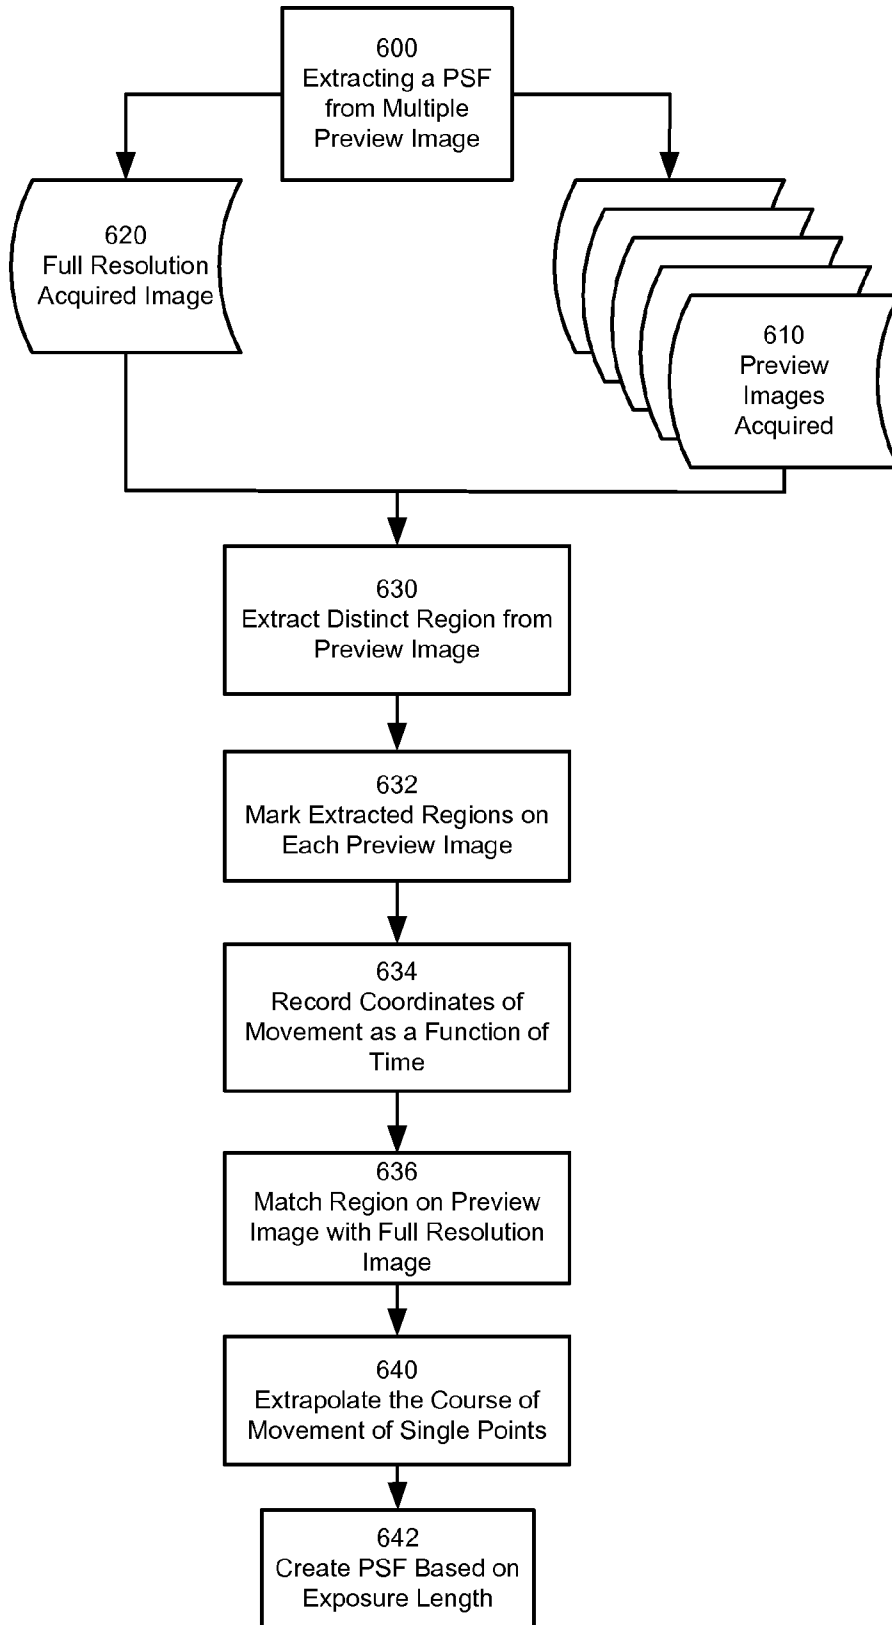 600
Extracting a PSF
from Multiple
Preview Image
620
Full Resolution
Acquired Image
610
Preview
Images
Acquired
630
Extract Distinct Region from
Preview Image
632
Mark Extracted Regions on
Each Preview Image
634
Record Coordinates of
Movement as a Function of
Time
636
Match Region on Preview
Image with Full Resolution
Image
640
Extrapolate the Course of
Movement of Single Points
642
Create PSF Based on
Exposure Length